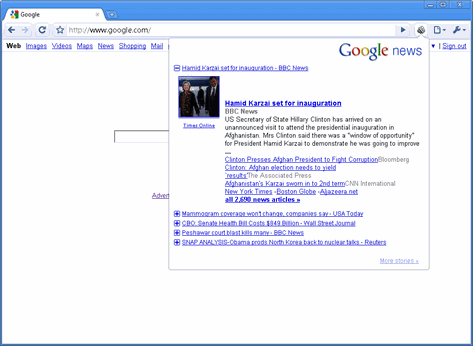 Google
http://www.google.com/
Web Images Videos Maps News Shopping Mail
▼ | Sign out
Google news
Hamid Karzai set for inauguration - BBC News
Times Online
Hamid Karzai set for inauguration
BBC News
US Secretary of State Hillary Clinton has arrived on an
unannounced visit to attend the presidential inauguration in
Afghanistan. Mrs Clinton said there was a "window of opportunity"
for President Hamid Karzai to demonstrate he was going to improve
...
Clinton Presses Afghan President to Fight CorruptionBloomberg
Clinton: Afghan election needs to yield
'results'The Associated Press
Afghanistan's Karzai sworn in to 2nd termCNN International
New York Times -Boston Globe -Aljazeera.net
all 2,690 news articles »
Adverti
Mammogram coverage won't change, companies say - USA Today
CBO: Senate Health Bill Costs $849 Billion - Wall Street Journal
Peshawar court blast kills many - BBC News
SNAP ANALYSIS-Obama prods North Korea back to nuclear talks - Reuters
More stories »